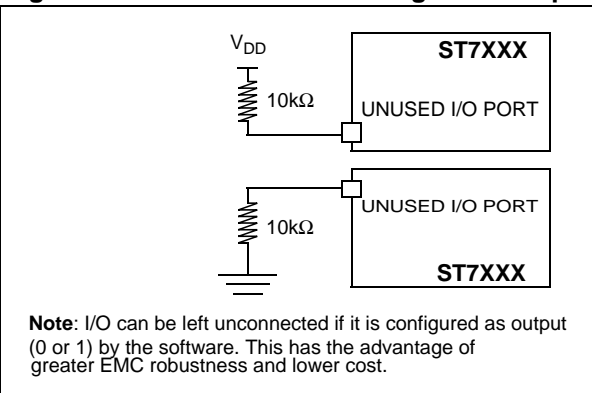 V_DD
ST7XXX
10kΩ
UNUSED I/O PORT
UNUSED I/O PORT
10kΩ
ST7XXX
Note: I/O can be left unconnected if it is configured as output
(0 or 1) by the software. This has the advantage of
greater EMC robustness and lower cost.